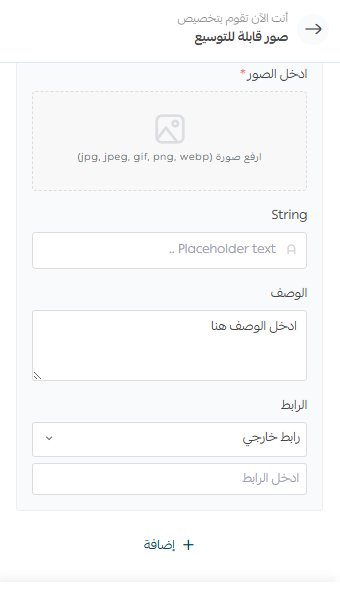 أنت الآن تقوم بتخصيص
صور قابلة للتوسيع
ادخل الصور *
ارفع صورة (jpg, jpeg, gif, png, webp)
String
Placeholder text ..
الوصف
ادخل الوصف هنا
الرابط
رابط خارجي
ادخل الرابط
+ إضافة